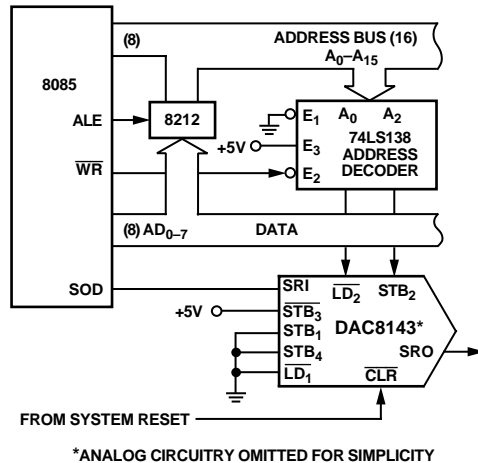 (8)
ADDRESS BUS (16)
A0–A15
8085
ALE
8212
E1
A0
A2
74LS138
ADDRESS
DECODER
+5V
E3
WR
E2
(8) AD0–7
DATA
SOD
SRI
LD2
STB2
+5V
STB3
STB1
DAC8143*
STB4
SRO
LD1
CLR
FROM SYSTEM RESET
*ANALOG CIRCUITRY OMITTED FOR SIMPLICITY